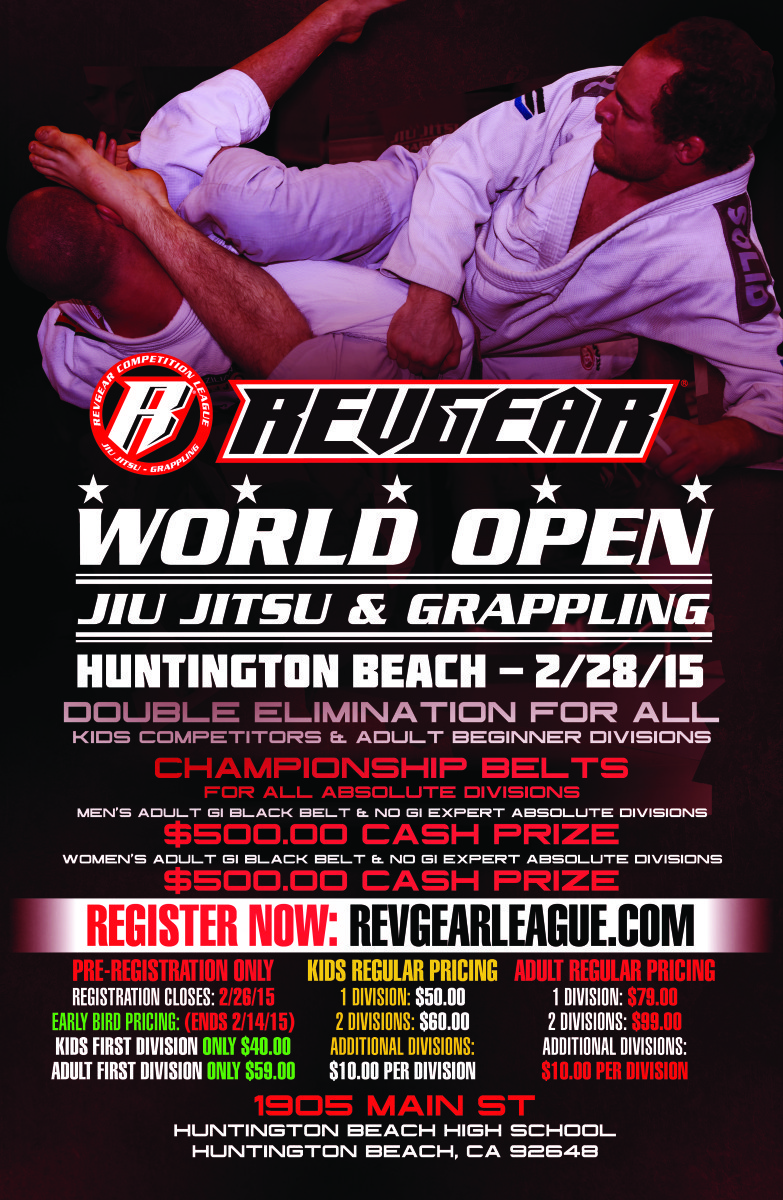 JIU JITSU
SOLID
REVGEAR COMPETITION LEAGUE
R
JIU JITSU - GRAPPLING
REVGEAR®
WORLD OPEN
JIU JITSU & GRAPPLING
HUNTINGTON BEACH – 2/28/15
DOUBLE ELIMINATION FOR ALL
KIDS COMPETITORS & ADULT BEGINNER DIVISIONS
CHAMPIONSHIP BELTS
FOR ALL ABSOLUTE DIVISIONS
MEN'S ADULT GI BLACK BELT & NO GI EXPERT ABSOLUTE DIVISIONS
$500.00 CASH PRIZE
WOMEN'S ADULT GI BLACK BELT & NO GI EXPERT ABSOLUTE DIVISIONS
$500.00 CASH PRIZE
REGISTER NOW: REVGEARLEAGUE.COM
PRE-REGISTRATION ONLY
REGISTRATION CLOSES: 2/26/15
EARLY BIRD PRICING: (ENDS 2/14/15)
KIDS FIRST DIVISION ONLY $40.00
ADULT FIRST DIVISION ONLY $59.00
KIDS REGULAR PRICING
1 DIVISION: $50.00
2 DIVISIONS: $60.00
ADDITIONAL DIVISIONS:
$10.00 PER DIVISION
ADULT REGULAR PRICING
1 DIVISION: $79.00
2 DIVISIONS: $99.00
ADDITIONAL DIVISIONS:
$10.00 PER DIVISION
1905 MAIN ST
HUNTINGTON BEACH HIGH SCHOOL
HUNTINGTON BEACH, CA 92648